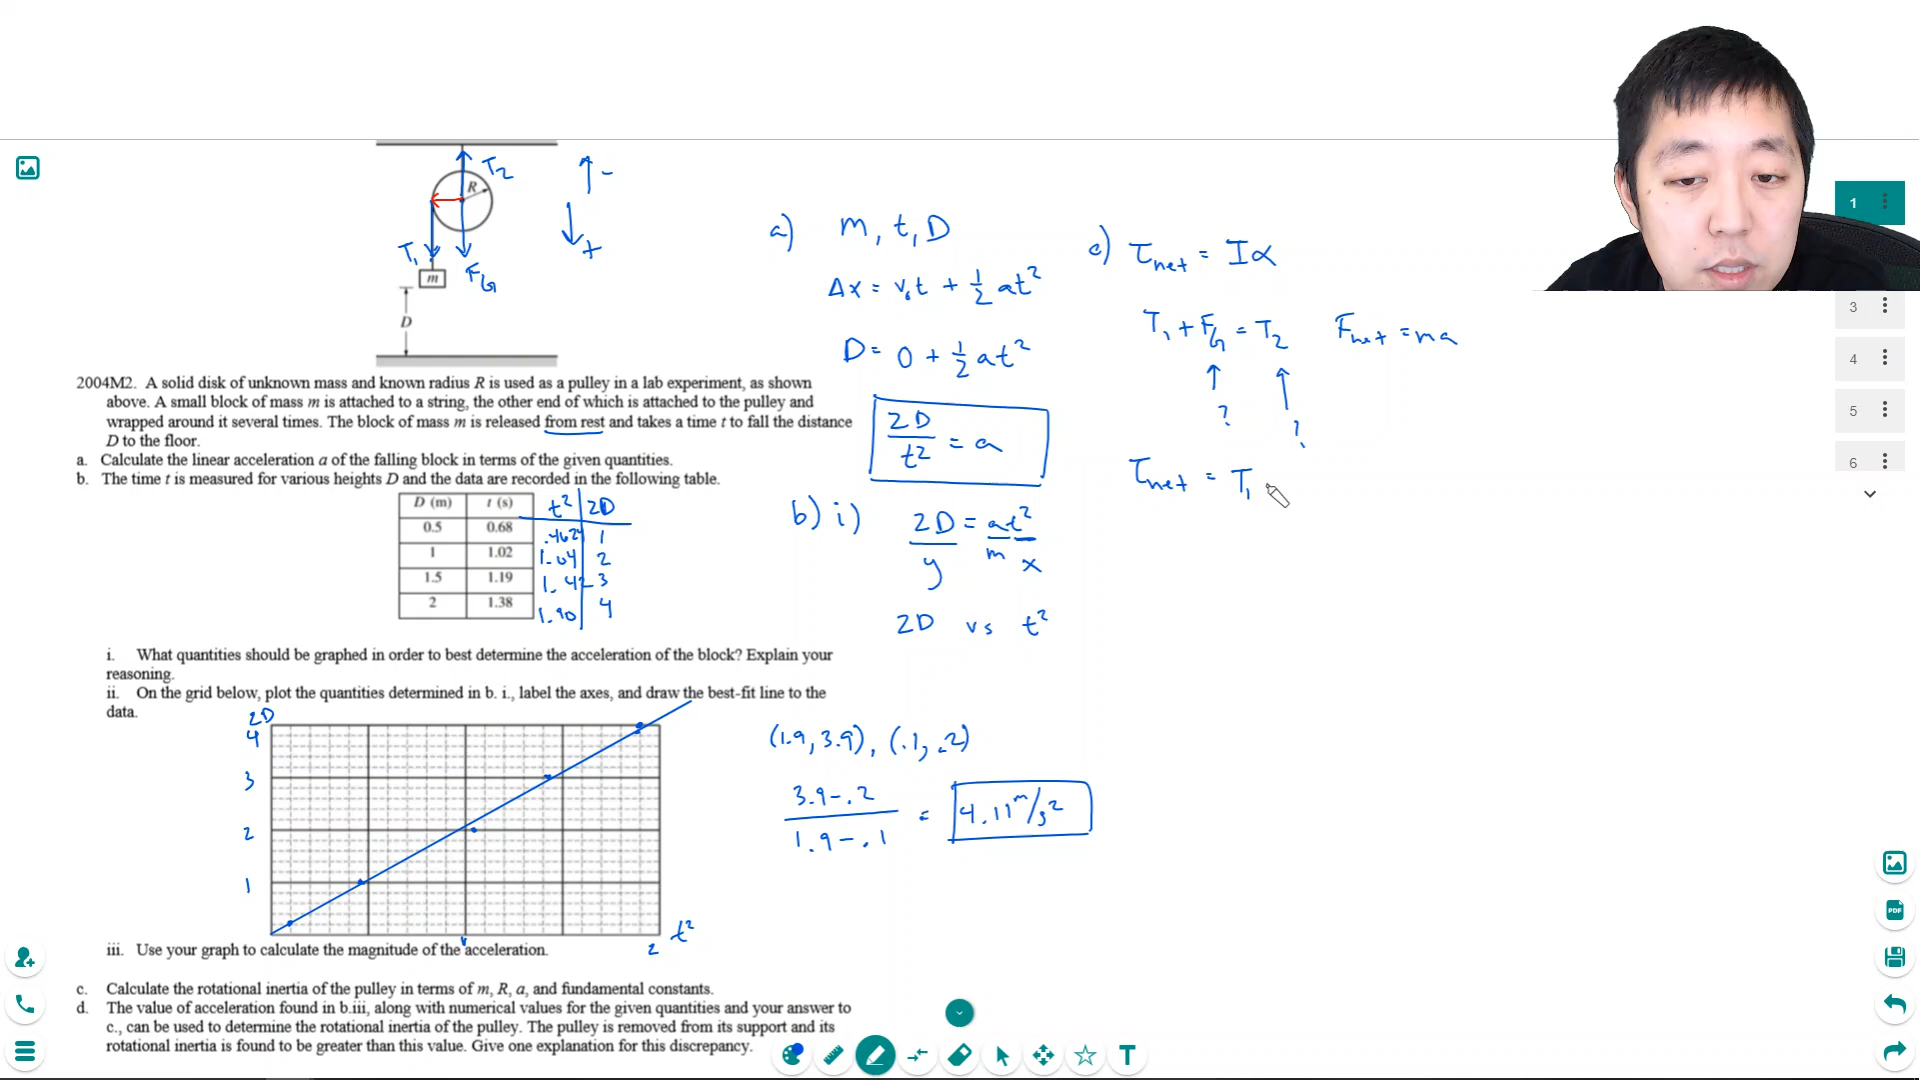 T2
R
↑ -
↓ +
T1
m
FG
D
2004M2. A solid disk of unknown mass and known radius R is used as a pulley in a lab experiment, as shown
above. A small block of mass m is attached to a string, the other end of which is attached to the pulley and
wrapped around it several times. The block of mass m is released from rest and takes a time t to fall the distance
D to the floor.
a. Calculate the linear acceleration a of the falling block in terms of the given quantities.
b. The time t is measured for various heights D and the data are recorded in the following table.
D (m) t (s) t² 2D
0.5 0.68 .4624 1
1 1.02 1.04 2
1.5 1.19 1.42 3
2 1.38 1.90 4
i. What quantities should be graphed in order to best determine the acceleration of the block? Explain your
reasoning.
ii. On the grid below, plot the quantities determined in b. i., label the axes, and draw the best-fit line to the
data.
2D
4
3
2
1
1
2
t²
iii. Use your graph to calculate the magnitude of the acceleration.
c. Calculate the rotational inertia of the pulley in terms of m, R, a, and fundamental constants.
d. The value of acceleration found in b.iii, along with numerical values for the given quantities and your answer to
c., can be used to determine the rotational inertia of the pulley. The pulley is removed from its support and its
rotational inertia is found to be greater than this value. Give one explanation for this discrepancy.
a) m, t, D
Δx = v₀t + 1/2 at²
D = 0 + 1/2 at²
2D/t² = a
b) i) 2D = at²
y m x
2D vs t²
(1.9, 3.9), (.1, .2)
3.9-.2 / 1.9-.1 = 4.11 m/s²
c) τnet = Iα
T1 + FG = T2 Fnet = ma
↑ ↑
? ?
τnet = T1
1
3
4
5
6
PDF
T